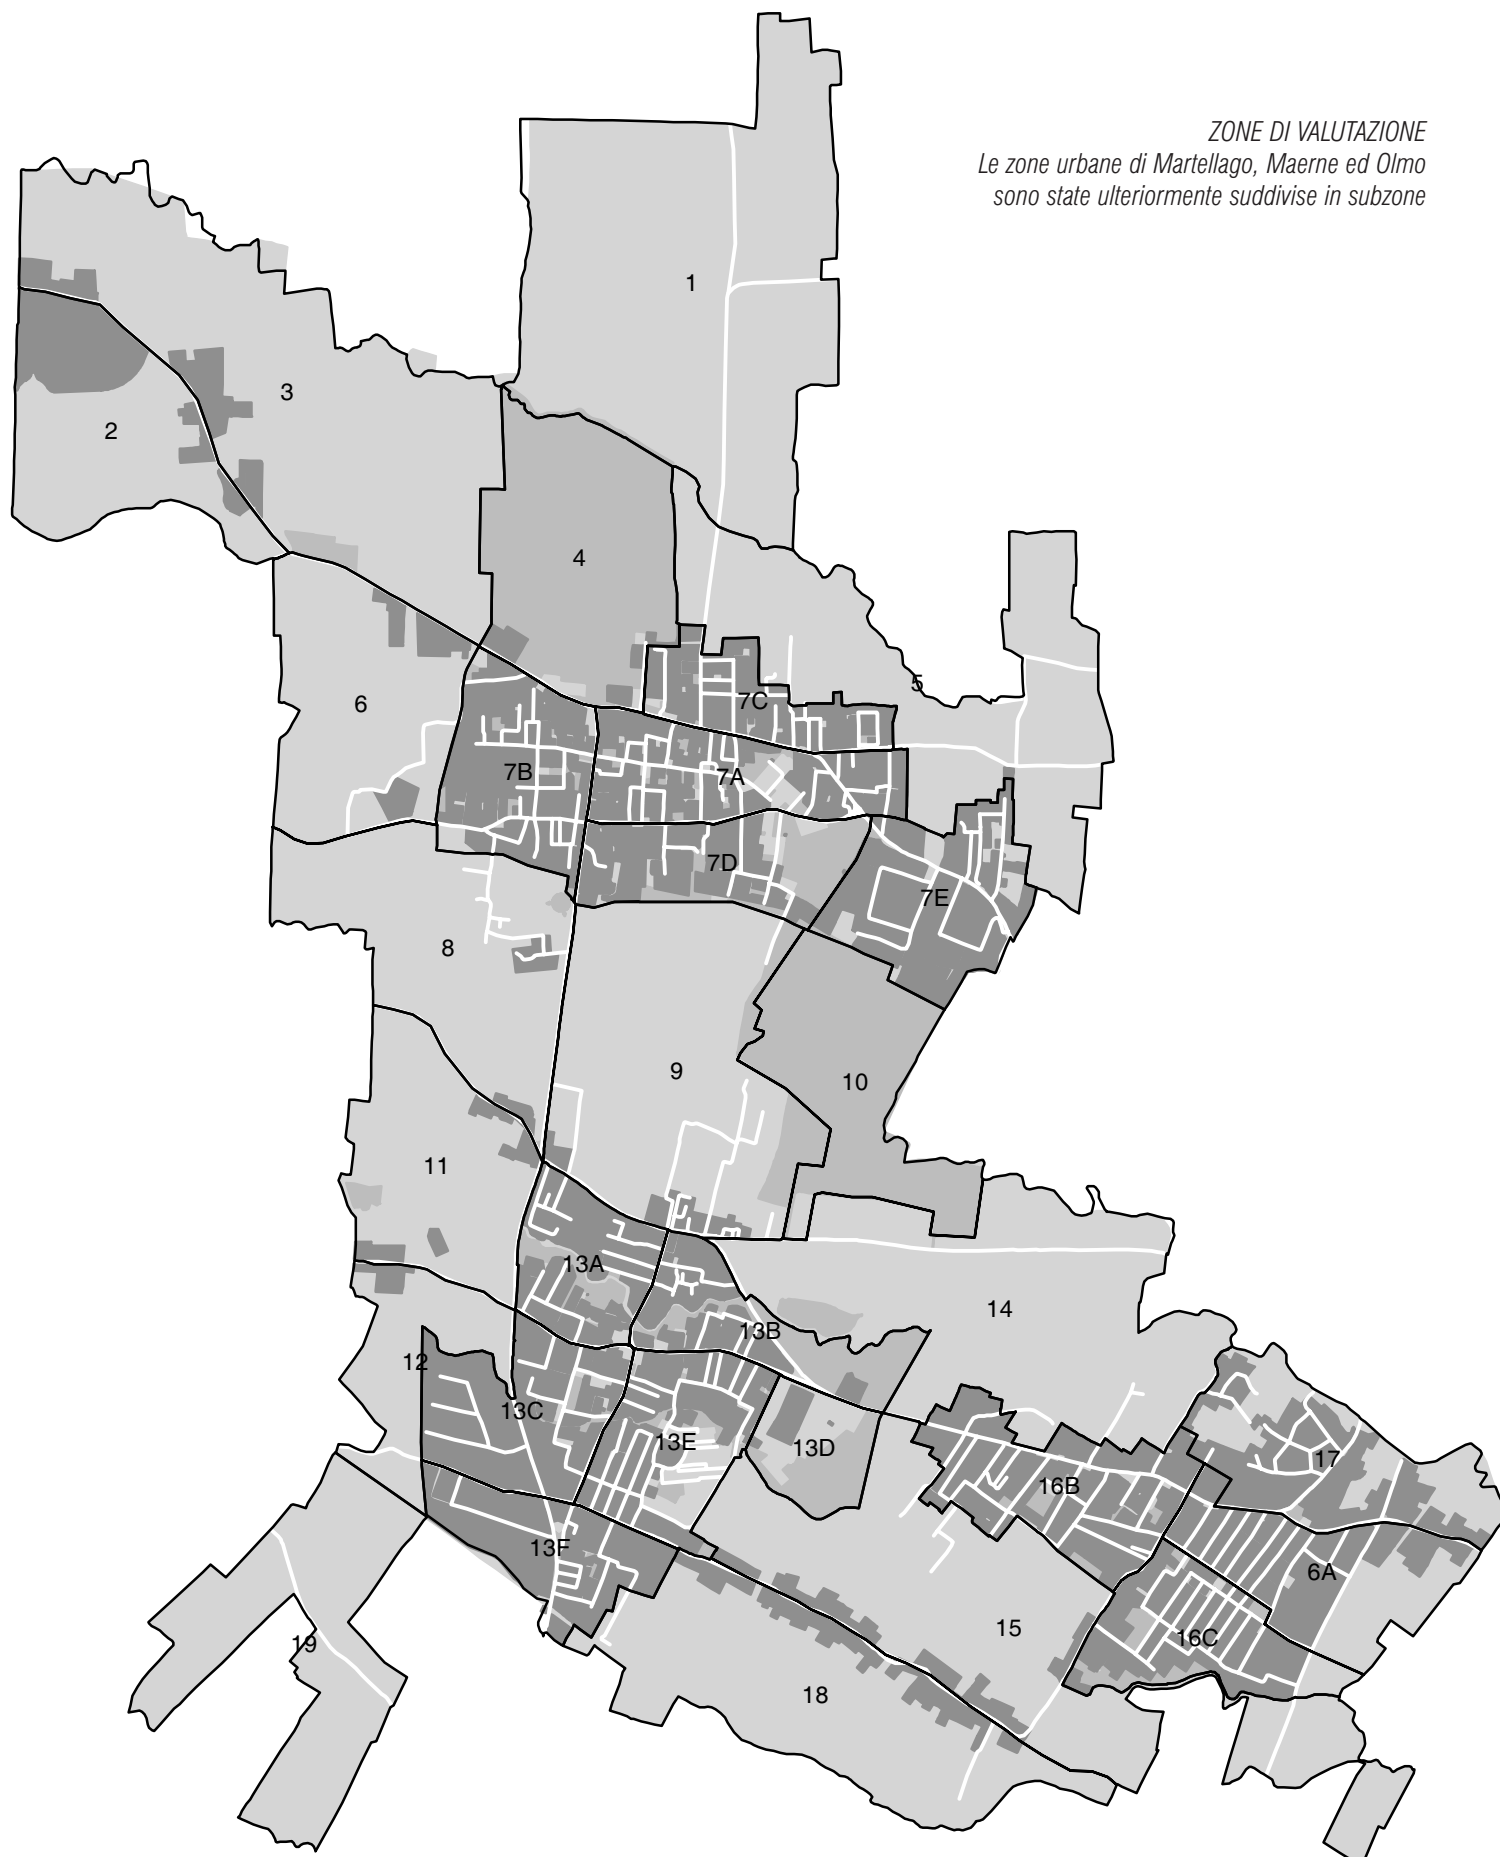 ZONE DI VALUTAZIONE
Le zone urbane di Martellago, Maerne ed Olmo
sono state ulteriormente suddivise in subzone
1
3
2
4
5
6
7C
7B
7A
7D
7E
8
9
10
11
13A
14
13B
12
13C
13E
13D
17
16B
13F
6A
15
16C
19
18